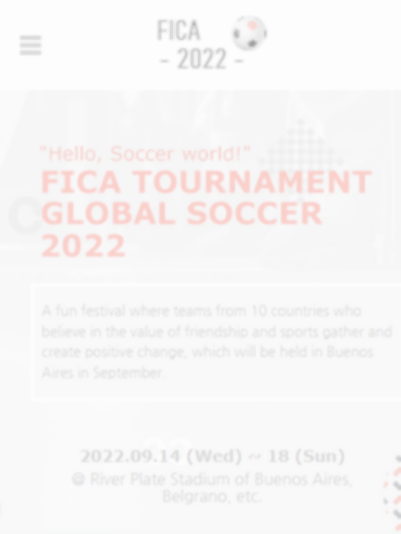 FICA
- 2022 -
"Hello, Soccer world!"
FICA TOURNAMENT
GLOBAL SOCCER
2022
A fun festival where teams from 10 countries who
believe in the value of friendship and sports gather and
create positive change, which will be held in Buenos
Aires in September.
2022.09.14 (Wed) ~ 18 (Sun)
@ River Plate Stadium of Buenos Aires,
Belgrano, etc.